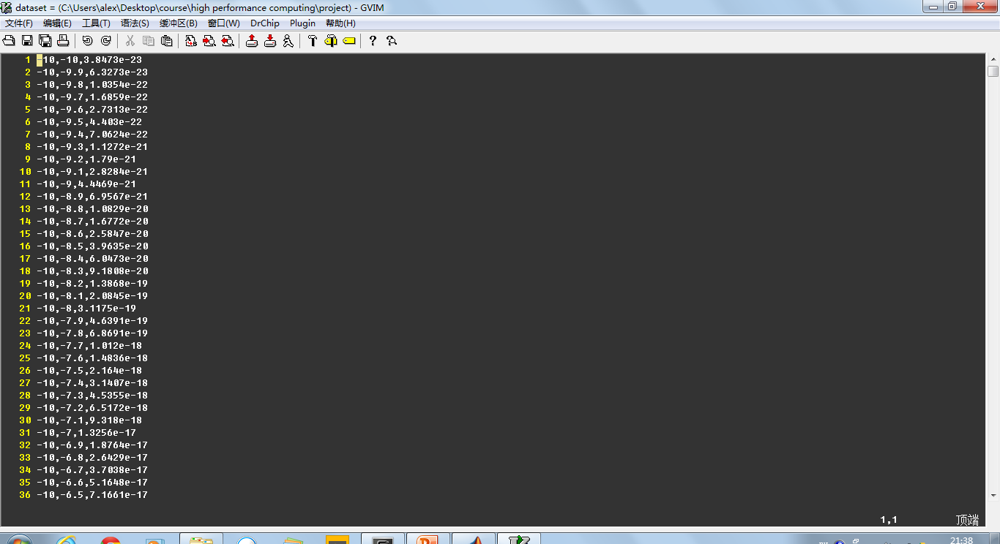 dataset = (C:\Users\alex\Desktop\course\high performance computing\project) - GVIM
文件(F) 编辑(E) 工具(T) 语法(S) 缓冲区(B) 窗口(W) DrChip Plugin 帮助(H)
1 -10,-10,3.8473e-23
2 -10,-9.9,6.3273e-23
3 -10,-9.8,1.0354e-22
4 -10,-9.7,1.6859e-22
5 -10,-9.6,2.7313e-22
6 -10,-9.5,4.403e-22
7 -10,-9.4,7.0624e-22
8 -10,-9.3,1.1272e-21
9 -10,-9.2,1.79e-21
10 -10,-9.1,2.8284e-21
11 -10,-9,4.4469e-21
12 -10,-8.9,6.9567e-21
13 -10,-8.8,1.0829e-20
14 -10,-8.7,1.6772e-20
15 -10,-8.6,2.5847e-20
16 -10,-8.5,3.9635e-20
17 -10,-8.4,6.0473e-20
18 -10,-8.3,9.1808e-20
19 -10,-8.2,1.3868e-19
20 -10,-8.1,2.0845e-19
21 -10,-8,3.1175e-19
22 -10,-7.9,4.6391e-19
23 -10,-7.8,6.8691e-19
24 -10,-7.7,1.012e-18
25 -10,-7.6,1.4836e-18
26 -10,-7.5,2.164e-18
27 -10,-7.4,3.1407e-18
28 -10,-7.3,4.5355e-18
29 -10,-7.2,6.5172e-18
30 -10,-7.1,9.318e-18
31 -10,-7,1.3256e-17
32 -10,-6.9,1.8764e-17
33 -10,-6.8,2.6429e-17
34 -10,-6.7,3.7038e-17
35 -10,-6.6,5.1648e-17
36 -10,-6.5,7.1661e-17
1,1 顶端
21:38